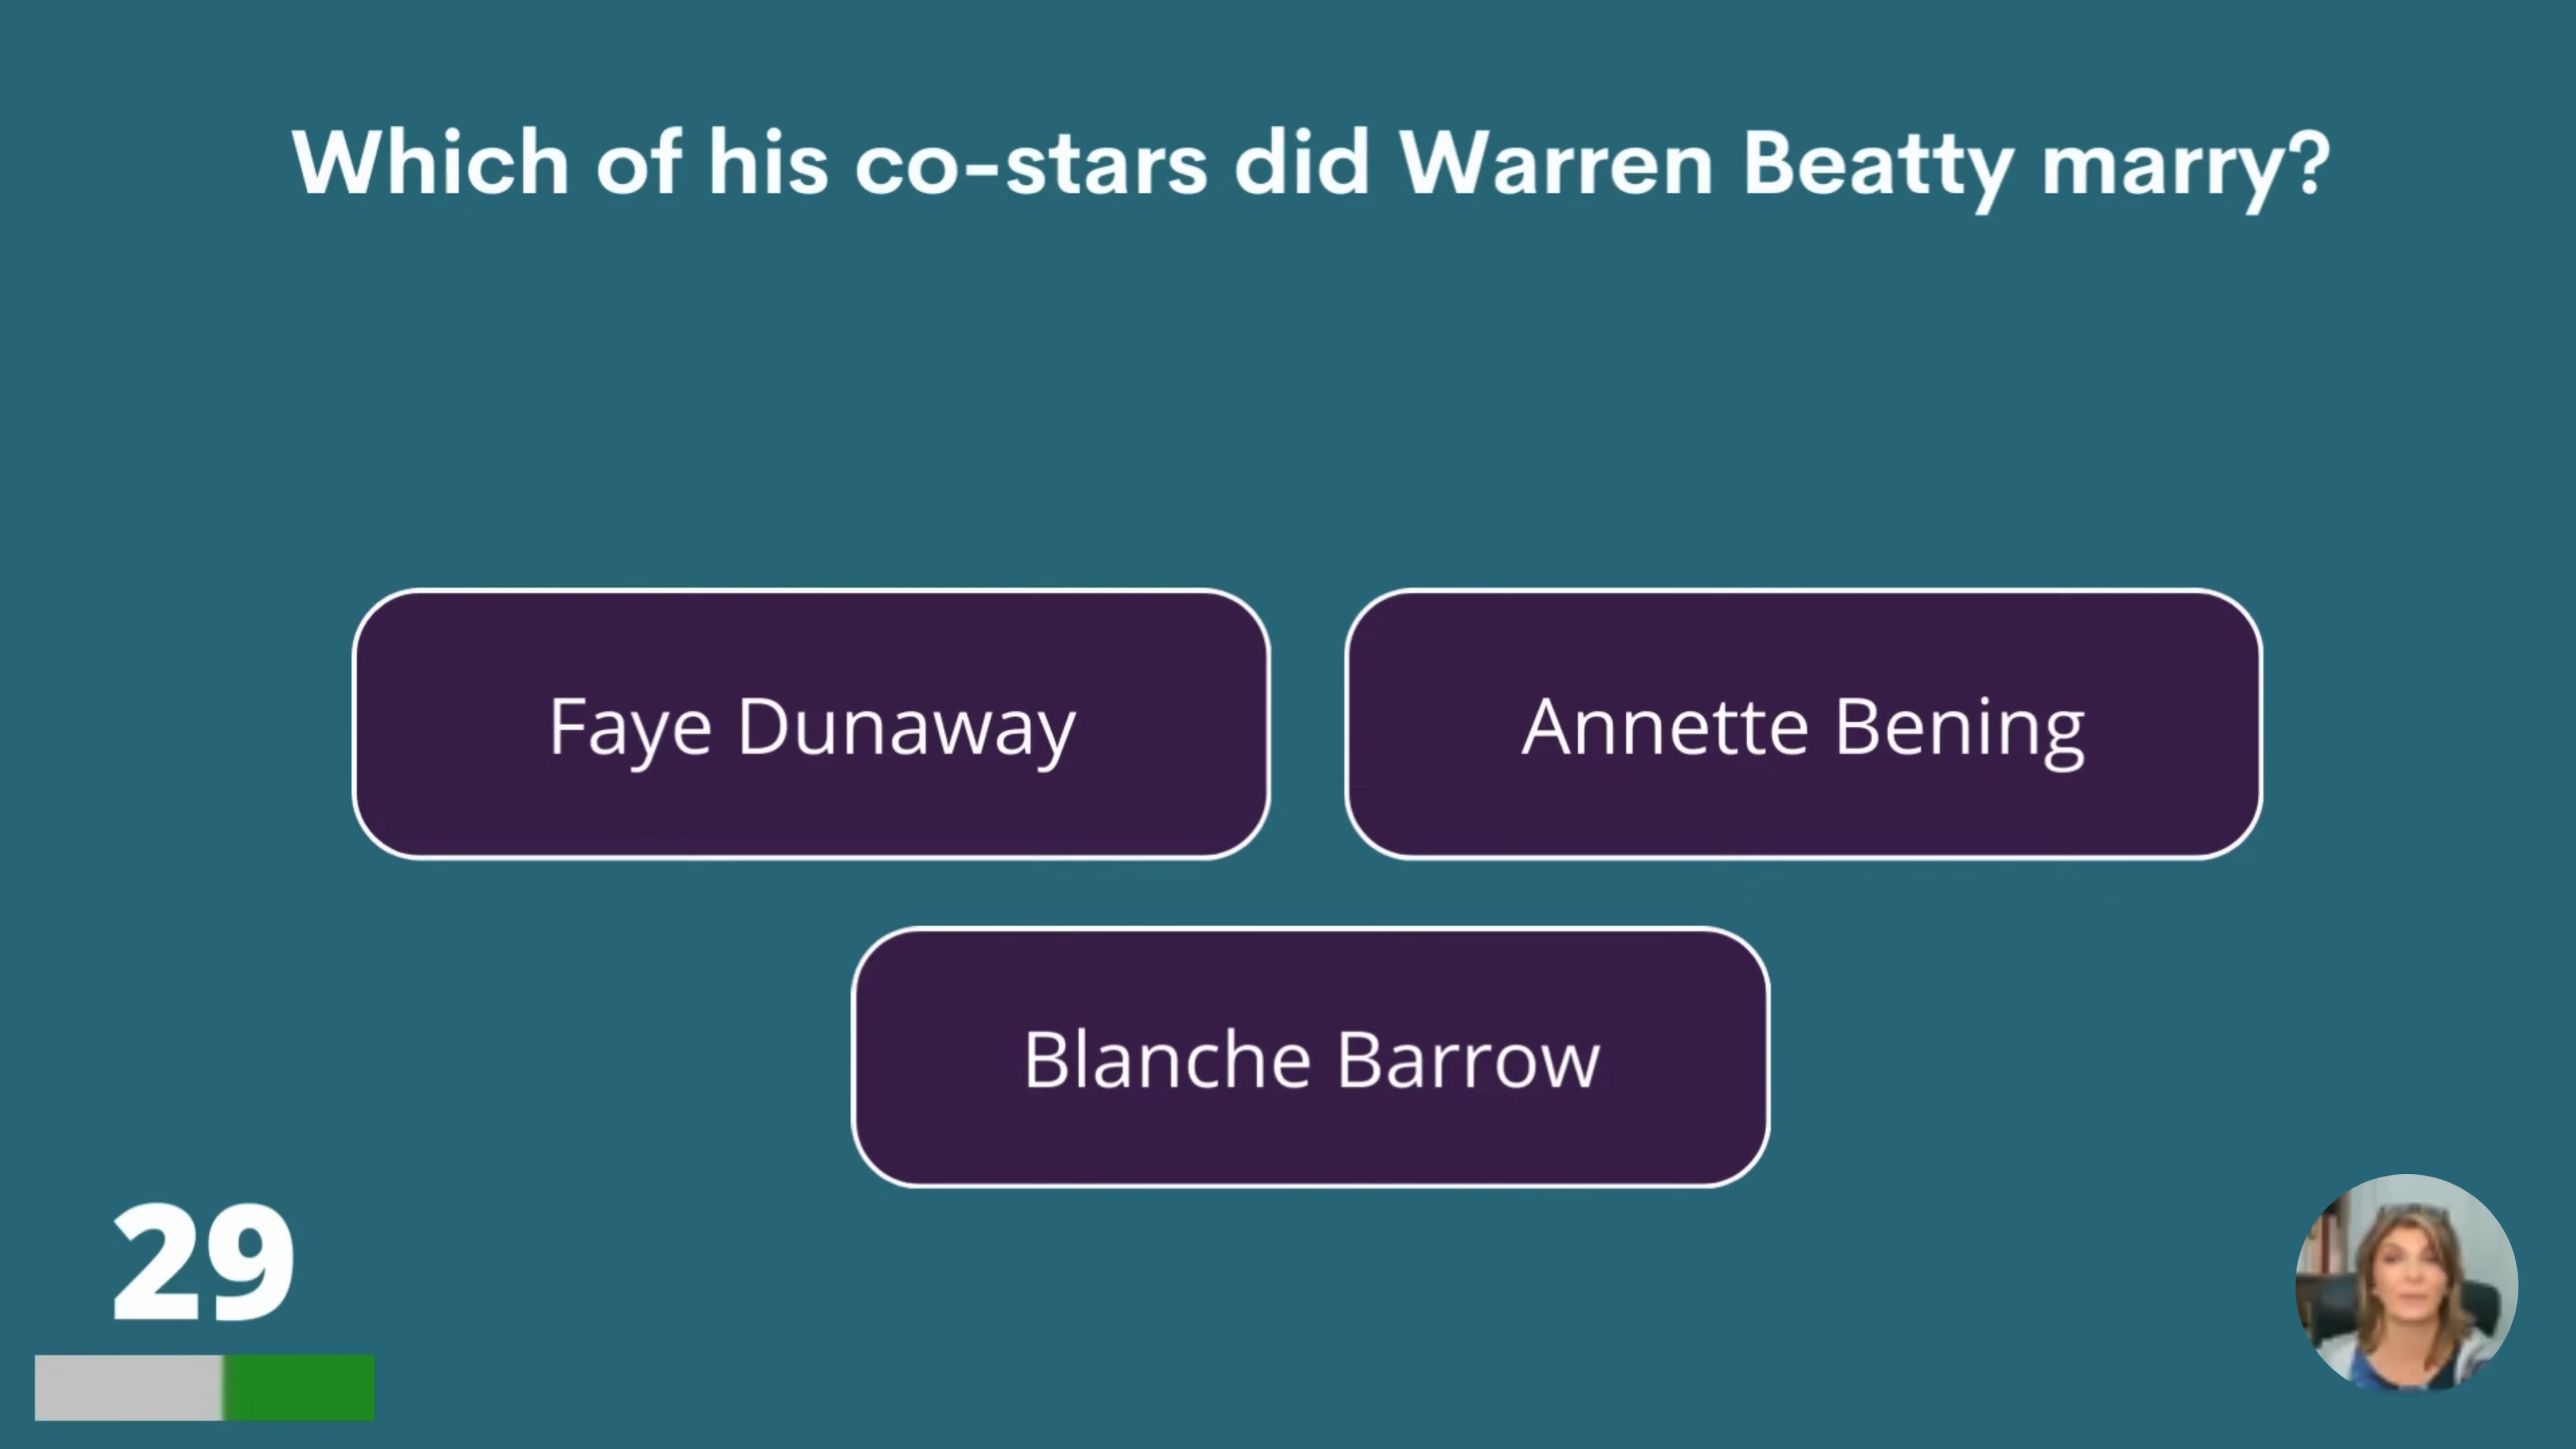 Which of his co-stars did Warren Beatty marry?
Faye Dunaway
Annette Bening
Blanche Barrow
29